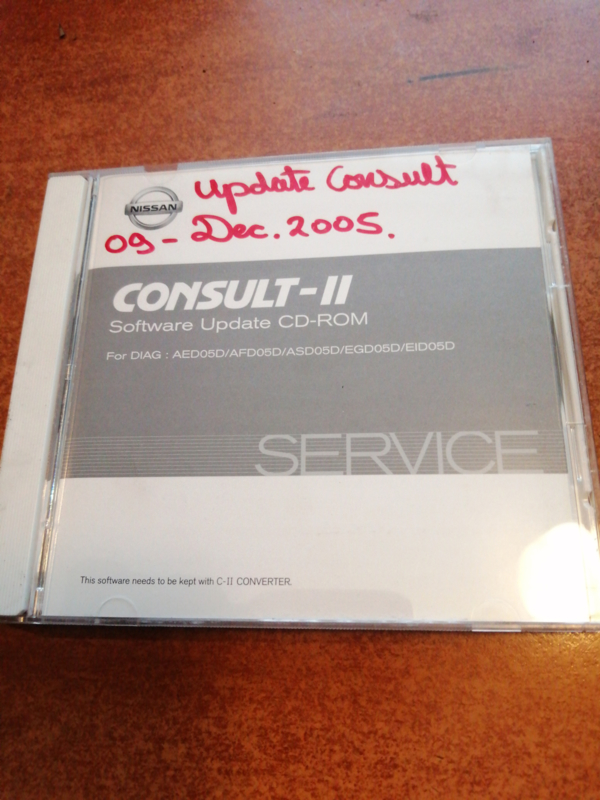 update Consult
NISSAN
09 - Dec. 2005.
CONSULT-II
Software Update CD-ROM
For DIAG : AED05D/AFD05D/ASD05D/EGD05D/EID05D
SERVICE
This software needs to be kept with C-II CONVERTER.